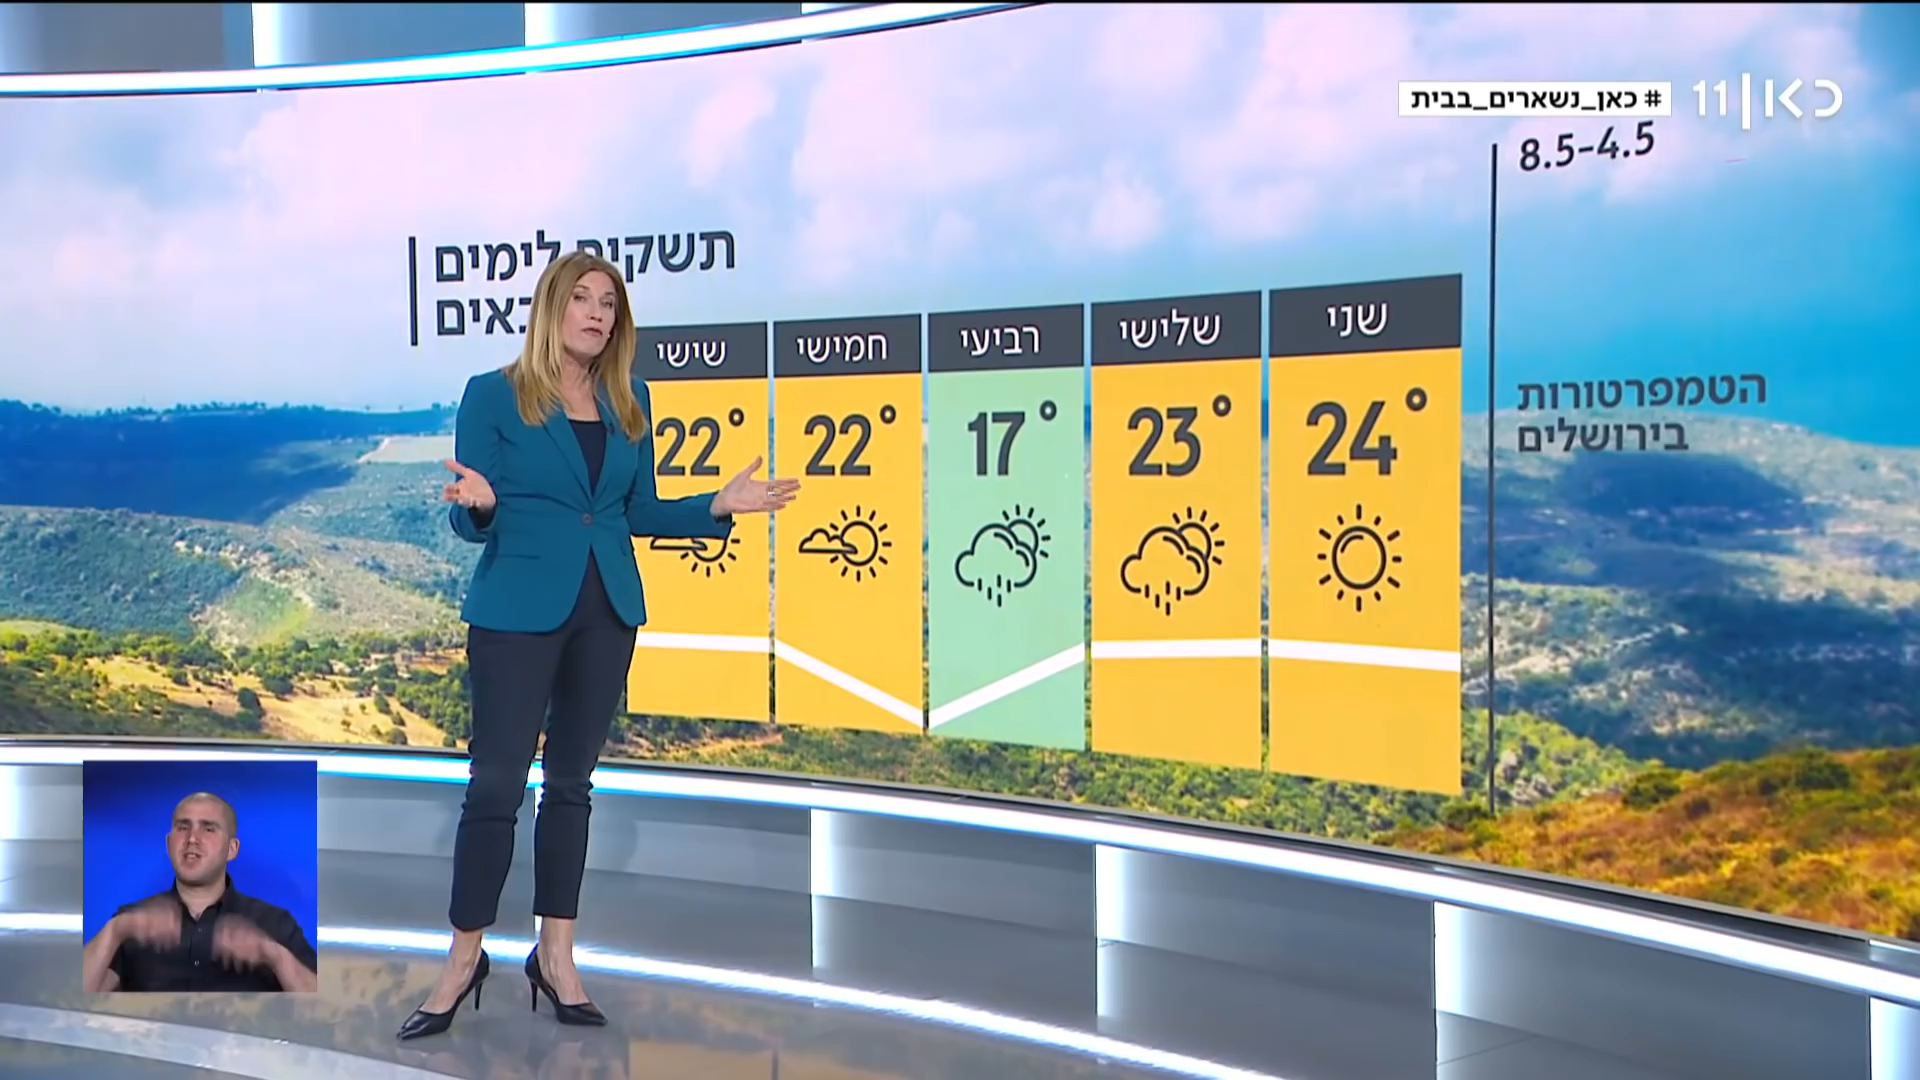 # כאן_נשארים_בבית
כאן 11
8.5-4.5
תשקיף לימים
הטמפרטורות
בירושלים
שני
שלישי
רביעי
חמישי
שישי
24°
23°
17°
22°
22°